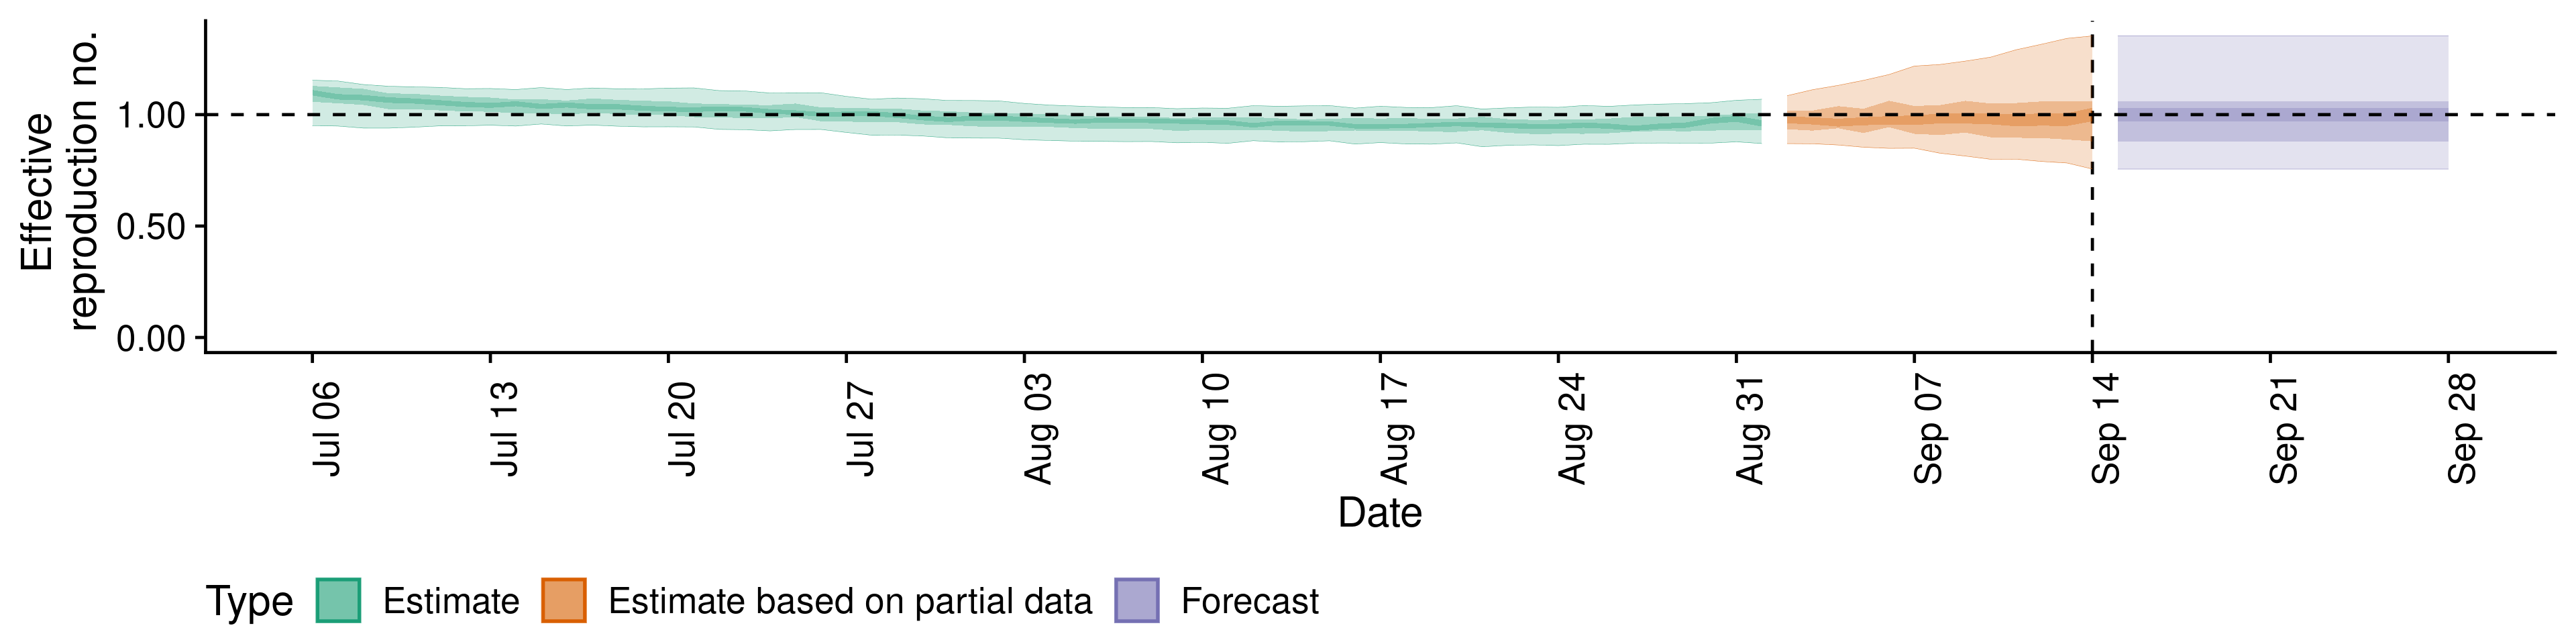 Effective
reproduction no.
1.00
0.50
0.00
Jul 06
Jul 13
Jul 20
Jul 27
Aug 03
Aug 10
Aug 17
Aug 24
Aug 31
Sep 07
Sep 14
Sep 21
Sep 28
Date
Type Estimate Estimate based on partial data Forecast